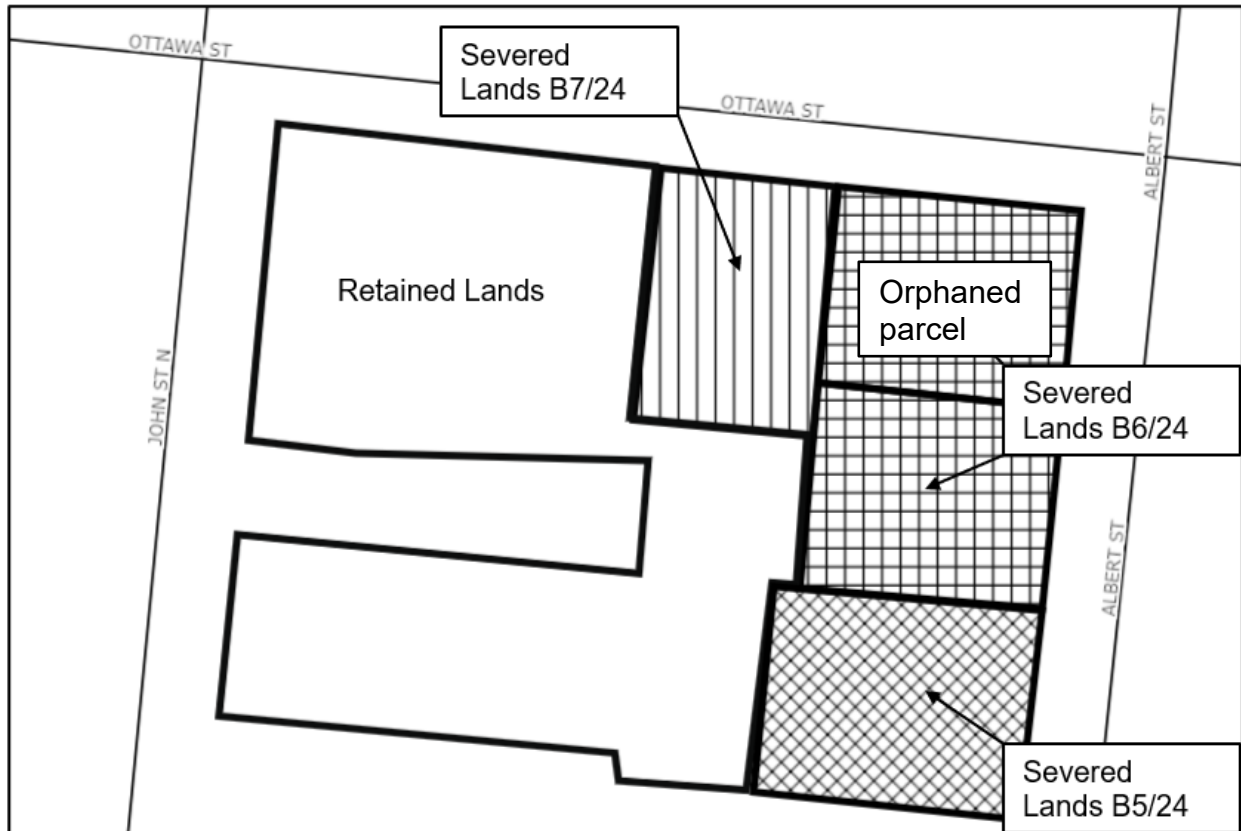 OTTAWA ST
Severed
Lands B7/24
OTTAWA ST
ALBERT ST
Retained Lands
Orphaned
parcel
JOHN ST N
Severed
Lands B6/24
ALBERT ST
Severed
Lands B5/24